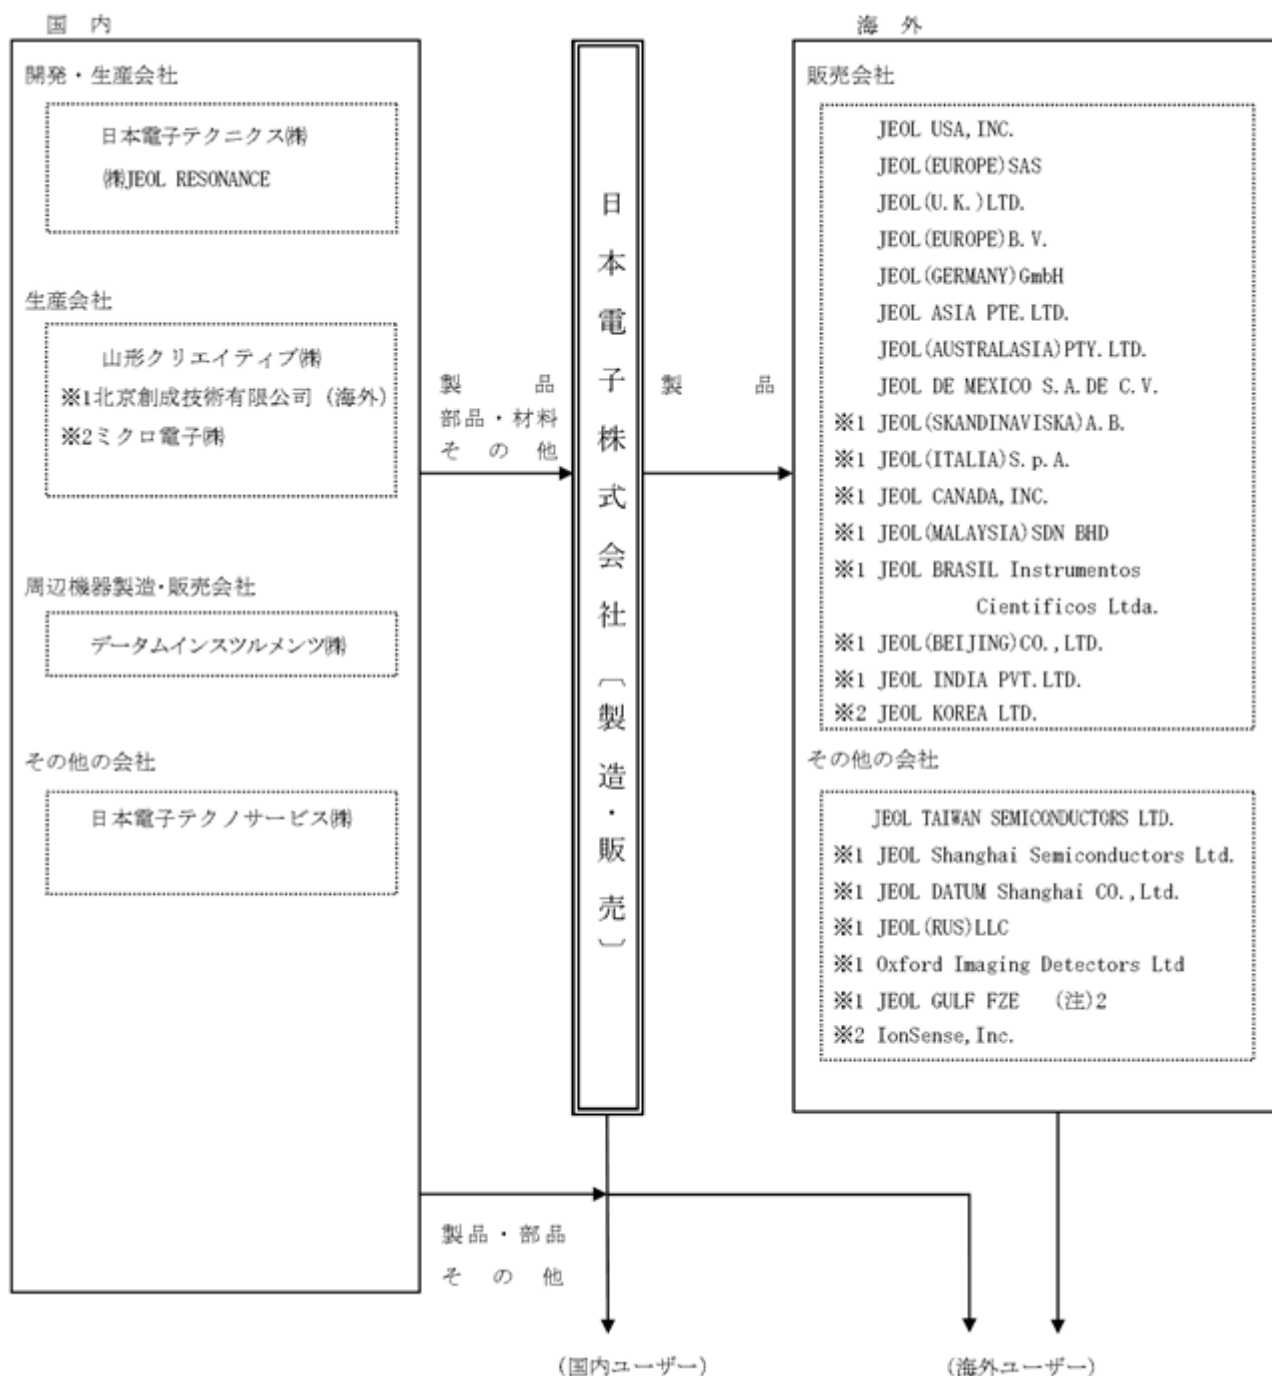 国 内
開発・生産会社
日本電子テクニクス㈱
㈱JEOL RESONANCE
生産会社
山形クリエイティブ㈱
※1北京創成技術有限公司（海外）
※2ミクロ電子㈱
周辺機器製造・販売会社
データムインスツルメンツ㈱
その他の会社
日本電子テクノサービス㈱
製 品
部品・材料
そ の 他
日本電子株式会社〔製造・販売〕
製 品
海 外
販売会社
JEOL USA,INC.
JEOL(EUROPE)SAS
JEOL(U.K.)LTD.
JEOL(EUROPE)B.V.
JEOL(GERMANY)GmbH
JEOL ASIA PTE.LTD.
JEOL(AUSTRALASIA)PTY.LTD.
JEOL DE MEXICO S.A.DE C.V.
※1 JEOL(SKANDINAVISKA)A.B.
※1 JEOL(ITALIA)S.p.A.
※1 JEOL CANADA,INC.
※1 JEOL(MALAYSIA)SDN BHD
※1 JEOL BRASIL Instrumentos
Cientificos Ltda.
※1 JEOL(BEIJING)CO.,LTD.
※1 JEOL INDIA PVT.LTD.
※2 JEOL KOREA LTD.
その他の会社
JEOL TAIWAN SEMICONDUCTORS LTD.
※1 JEOL Shanghai Semiconductors Ltd.
※1 JEOL DATUM Shanghai CO.,Ltd.
※1 JEOL(RUS)LLC
※1 Oxford Imaging Detectors Ltd
※1 JEOL GULF FZE (注)2
※2 IonSense,Inc.
製品・部品
そ の 他
(国内ユーザー)
(海外ユーザー)